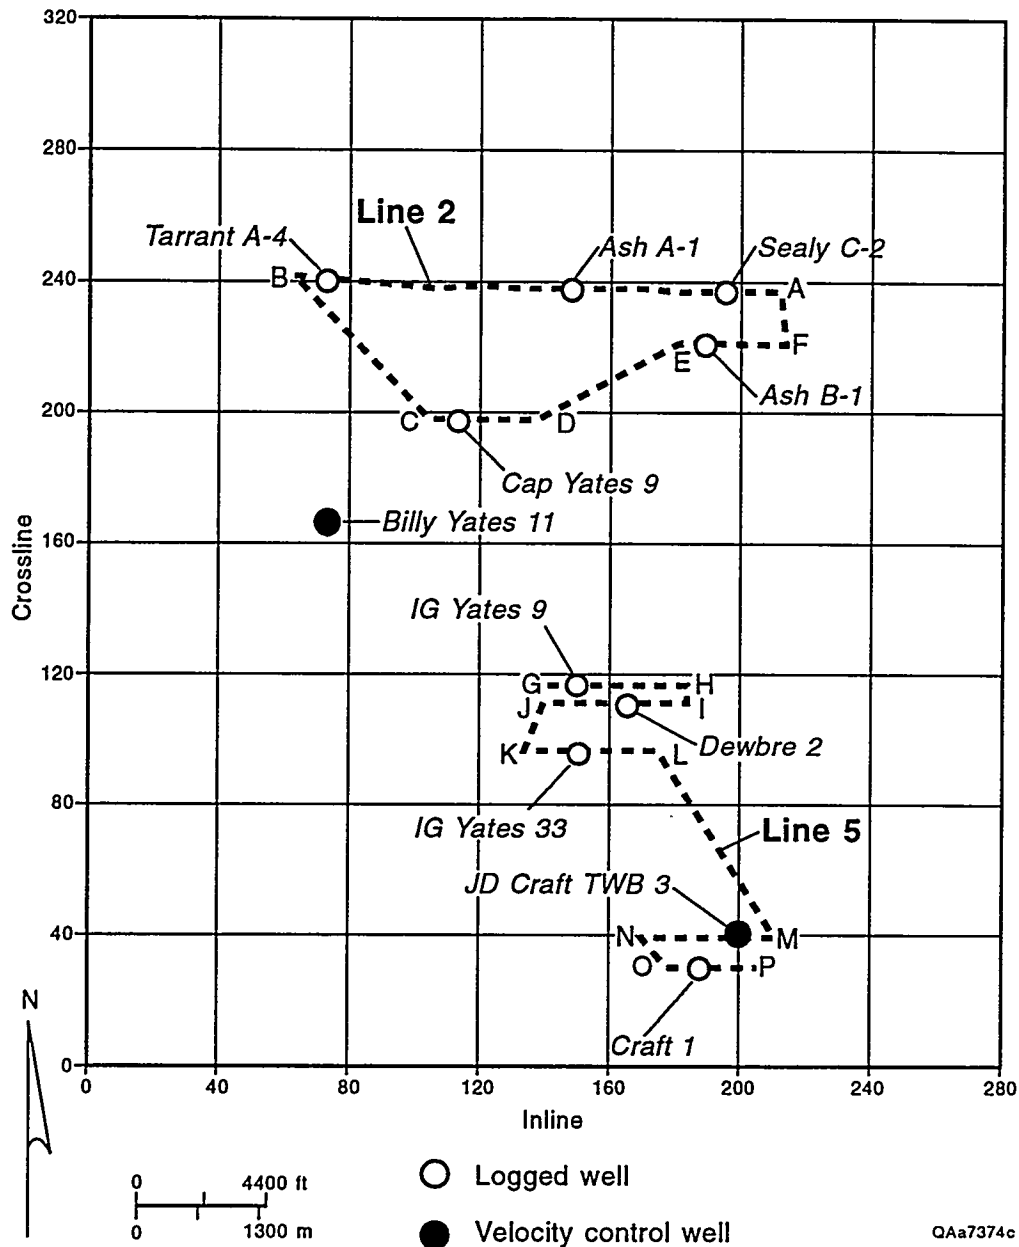 320
280
Line 2
Tarrant A-4
Ash A-1
Sealy C-2
B
240
A
E
F
Ash B-1
200
C
D
Cap Yates 9
Billy Yates 11
160
Crossline
IG Yates 9
120
G
H
J
I
K
L
Dewbre 2
80
IG Yates 33
Line 5
JD Craft TWB 3
40
N
M
O
P
N
Craft 1
0
0 40 80 120 160 200 240 280
Inline
0 4400 ft
0 1300 m
Logged well
Velocity control well
QAa7374c